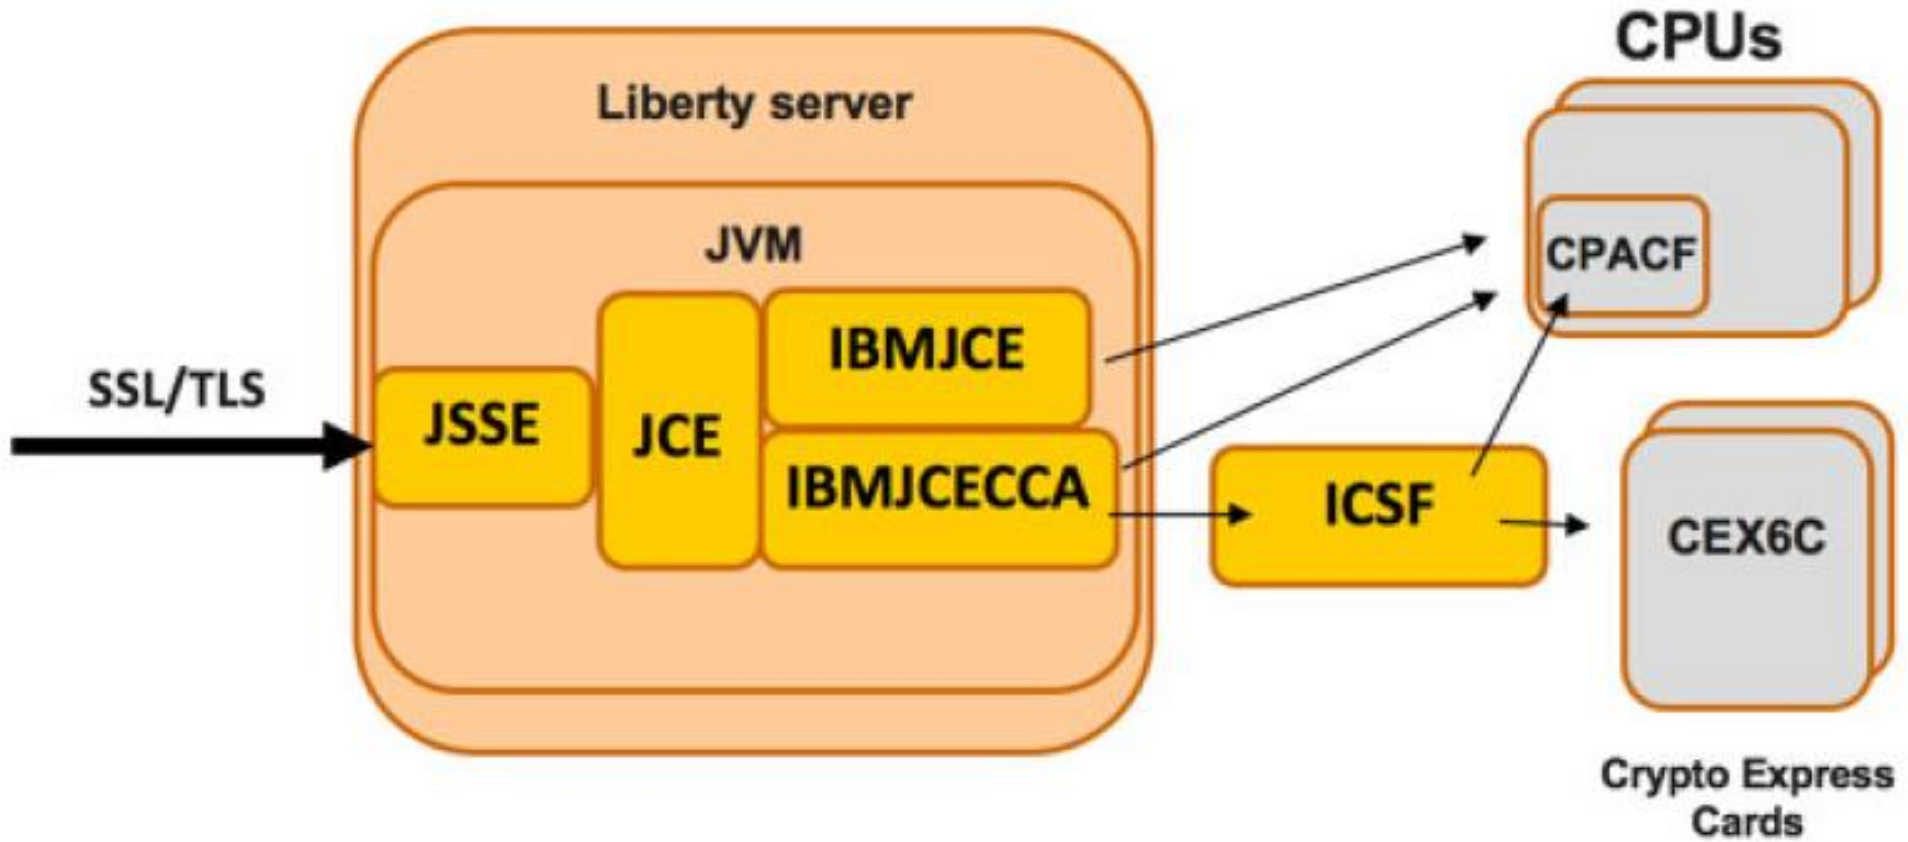 CPUs
Liberty server
JVM
CPACF
IBMJCE
SSL/TLS
JSSE
JCE
IBMJCECCA
ICSF
CEX6C
Crypto Express
Cards